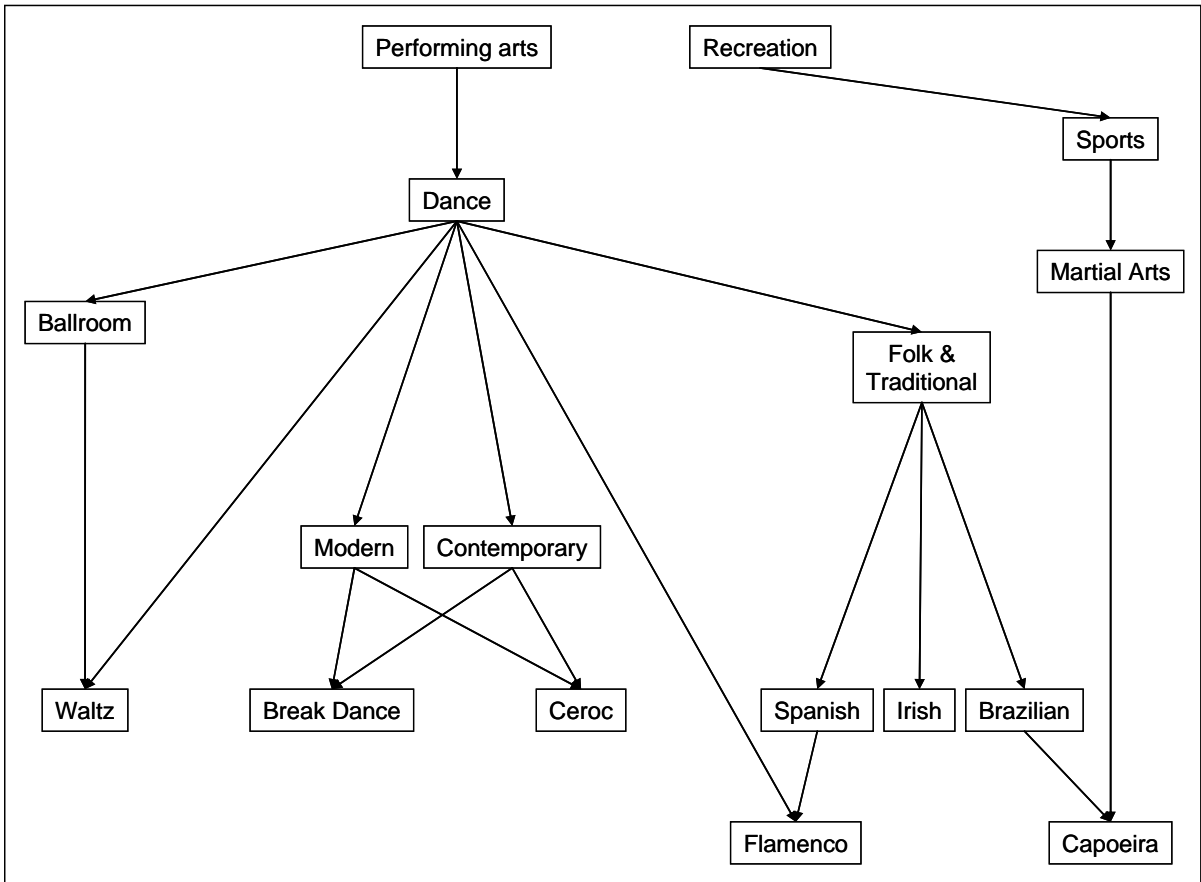 Performing arts
Recreation
Sports
Dance
Martial Arts
Ballroom
Folk &
Traditional
Modern
Contemporary
Waltz
Break Dance
Ceroc
Spanish
Irish
Brazilian
Flamenco
Capoeira